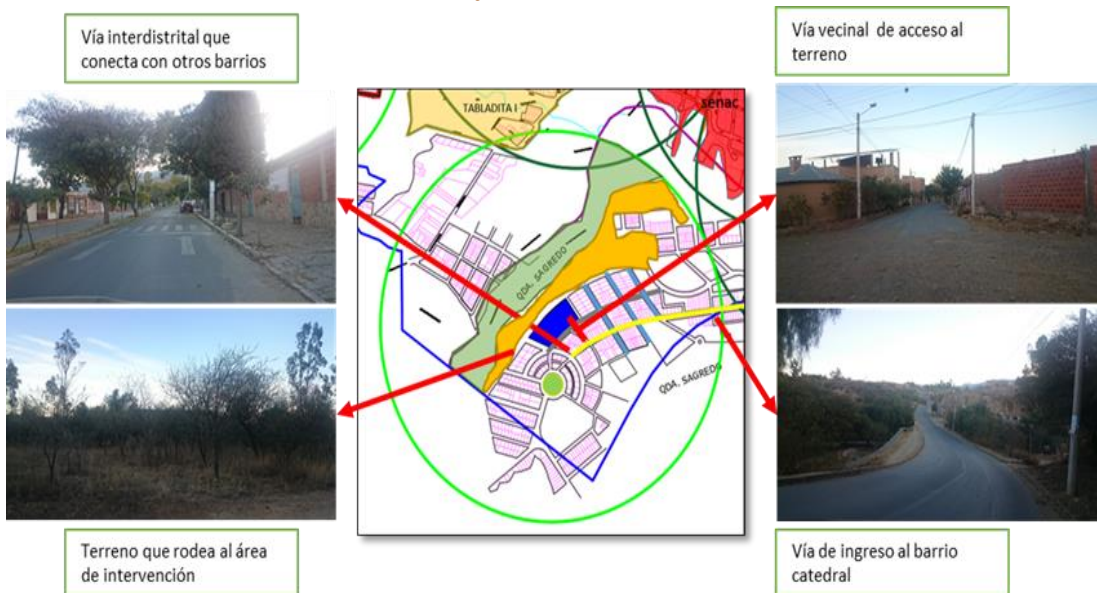 Vía interdistrital que
conecta con otros barrios
Vía vecinal de acceso al
terreno
TABLADITA I
senac
QDA. SAGREDO
QDA. SAGREDO
Terreno que rodea al área
de intervención
Vía de ingreso al barrio
catedral